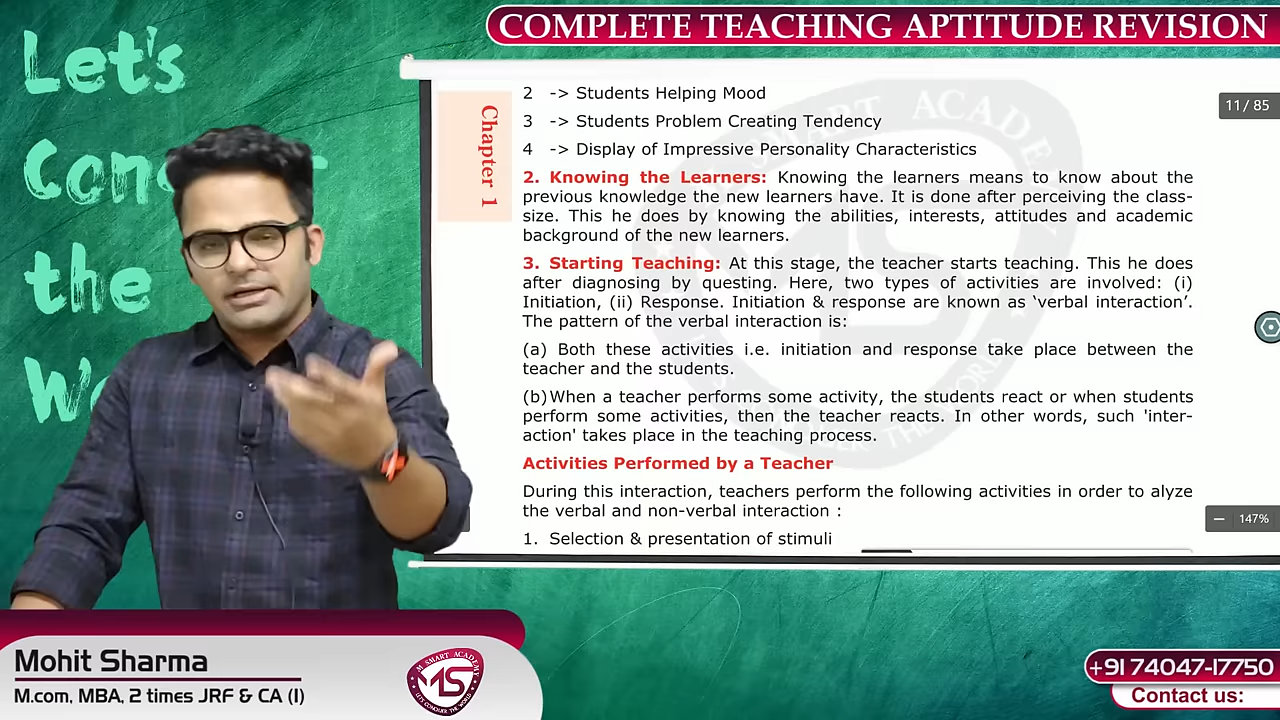 COMPLETE TEACHING APTITUDE REVISION
Let's
Con
the
Wo
Chapter 1
11 / 85
2 -> Students Helping Mood
3 -> Students Problem Creating Tendency
4 -> Display of Impressive Personality Characteristics
2. Knowing the Learners: Knowing the learners means to know about the
previous knowledge the new learners have. It is done after perceiving the class-
size. This he does by knowing the abilities, interests, attitudes and academic
background of the new learners.
3. Starting Teaching: At this stage, the teacher starts teaching. This he does
after diagnosing by questing. Here, two types of activities are involved: (i)
Initiation, (ii) Response. Initiation & response are known as ‘verbal interaction’.
The pattern of the verbal interaction is:
(a) Both these activities i.e. initiation and response take place between the
teacher and the students.
(b) When a teacher performs some activity, the students react or when students
perform some activities, then the teacher reacts. In other words, such 'inter-
action' takes place in the teaching process.
Activities Performed by a Teacher
During this interaction, teachers perform the following activities in order to alyze
the verbal and non-verbal interaction :
1. Selection & presentation of stimuli
147%
Mohit Sharma
M.com, MBA, 2 times JRF & CA (I)
M SMART ACADEMY
MS
LET'S CONQUER THE WORLD
+91 74047-17750
Contact us: